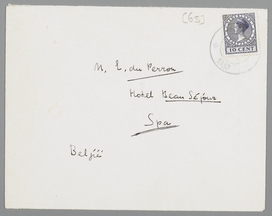 [65]
10 CENT
M. E. du Perron
Hotel Beau Séjour
Spa
België